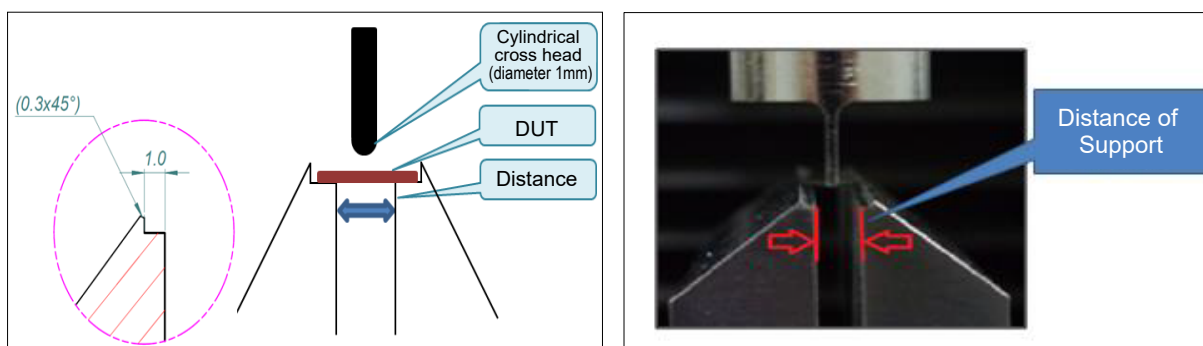 (0.3x45°)
1.0
Cylindrical
cross head
(diameter 1mm)
DUT
Distance
Distance of
Support